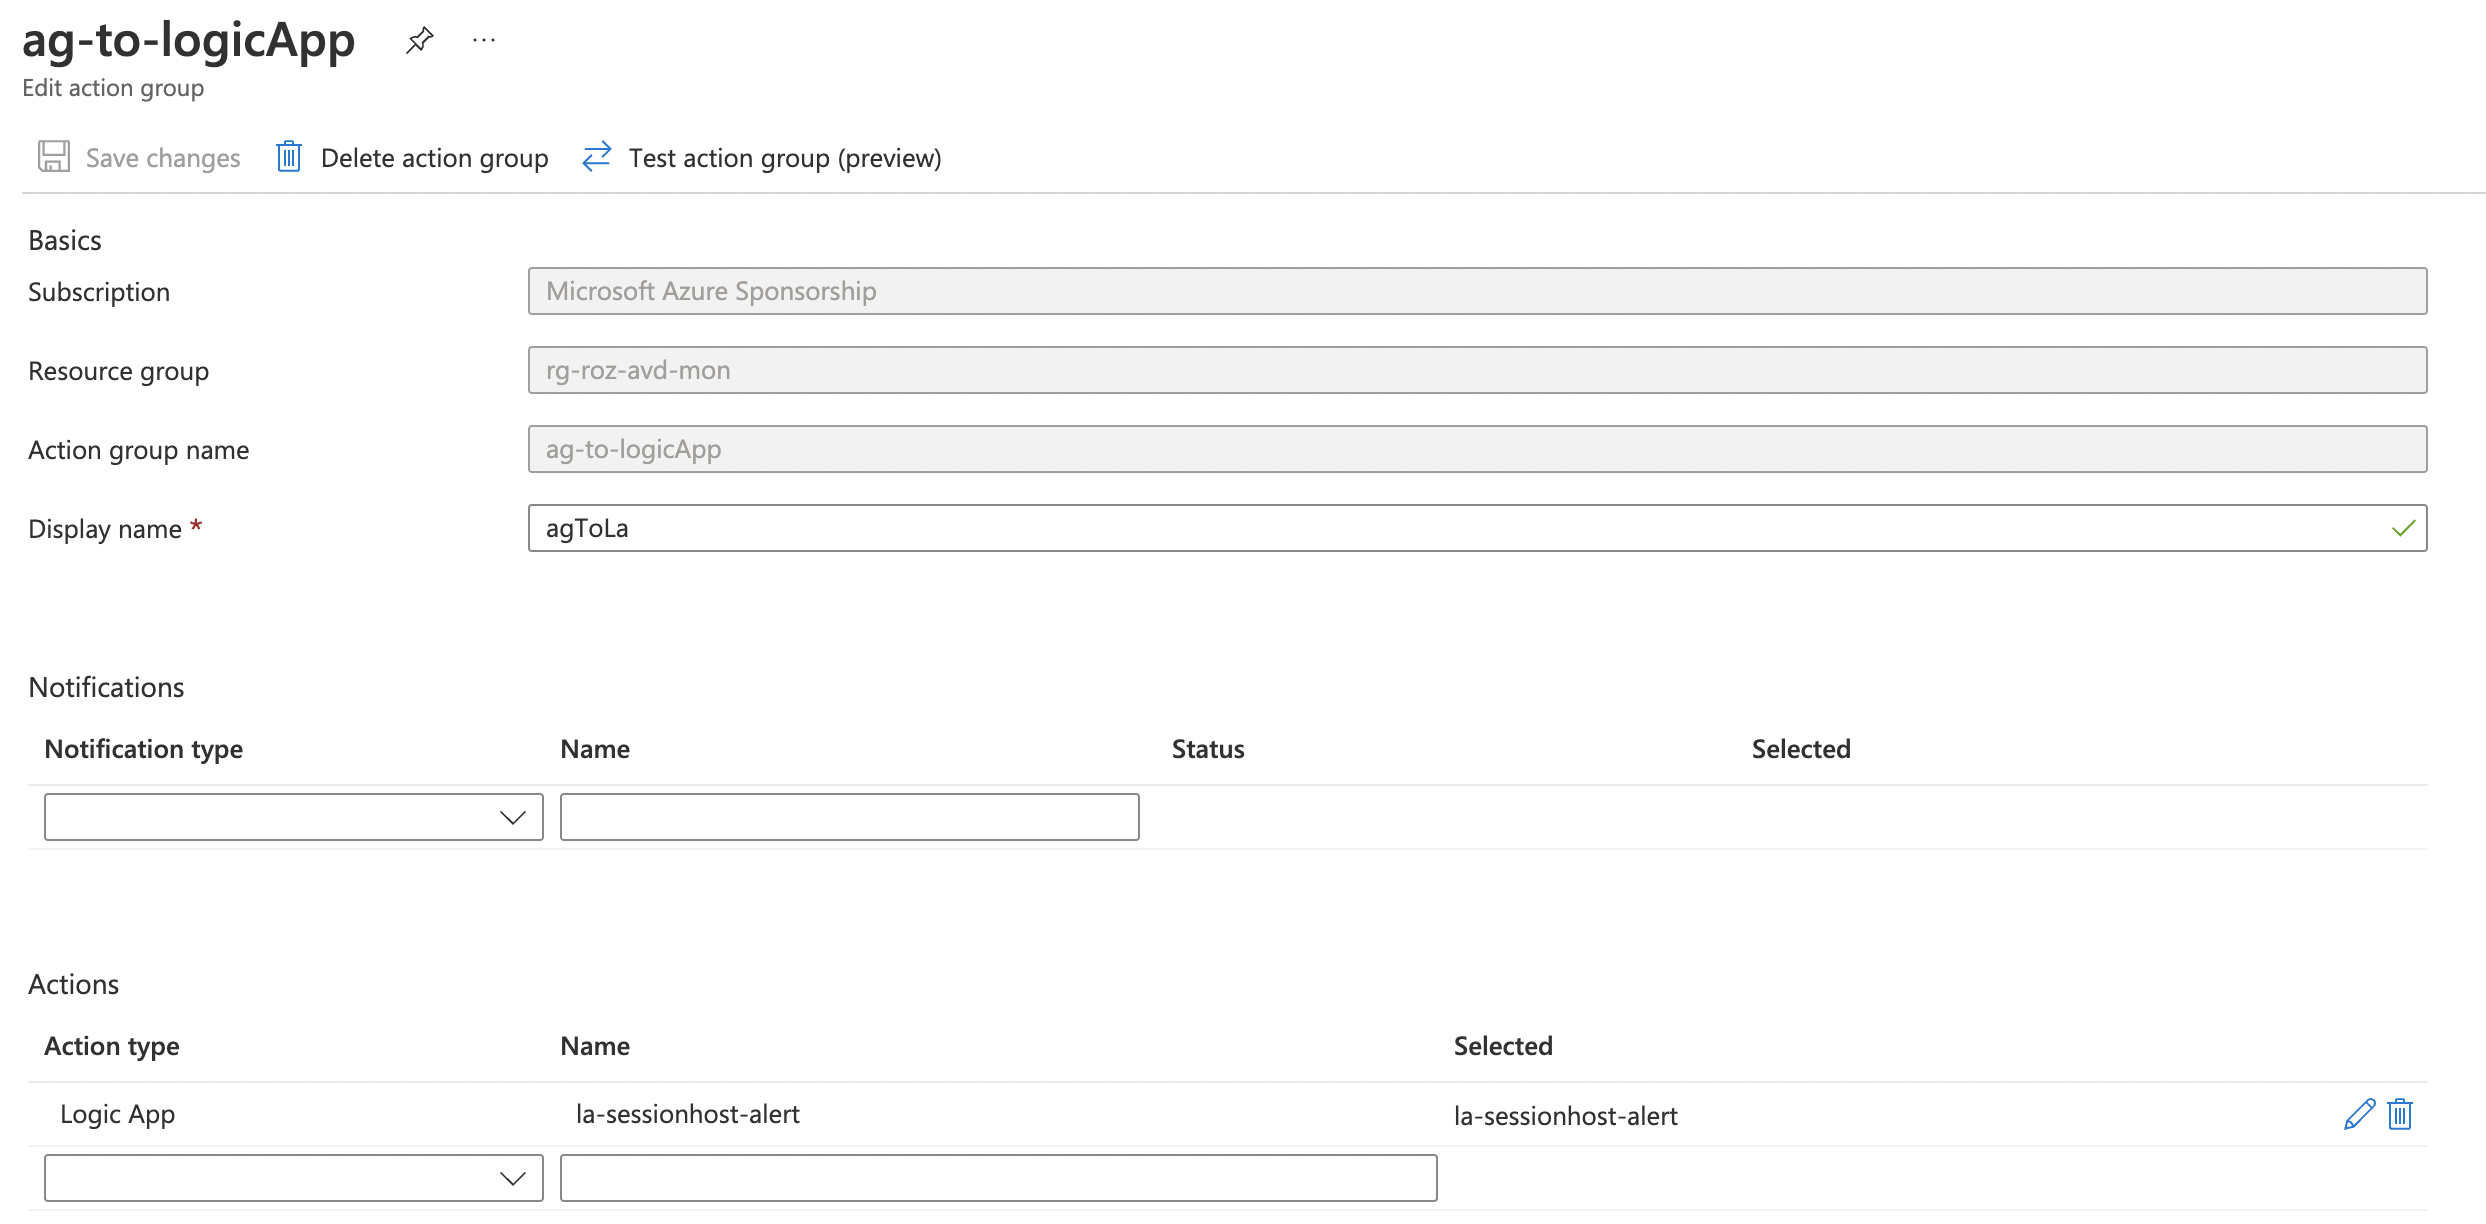 ag-to-logicApp
Edit action group
Save changes Delete action group Test action group (preview)
Basics
Subscription Microsoft Azure Sponsorship
Resource group rg-roz-avd-mon
Action group name ag-to-logicApp
Display name * agToLa
Notifications
Notification type Name Status Selected
Actions
Action type Name Selected
Logic App la-sessionhost-alert la-sessionhost-alert